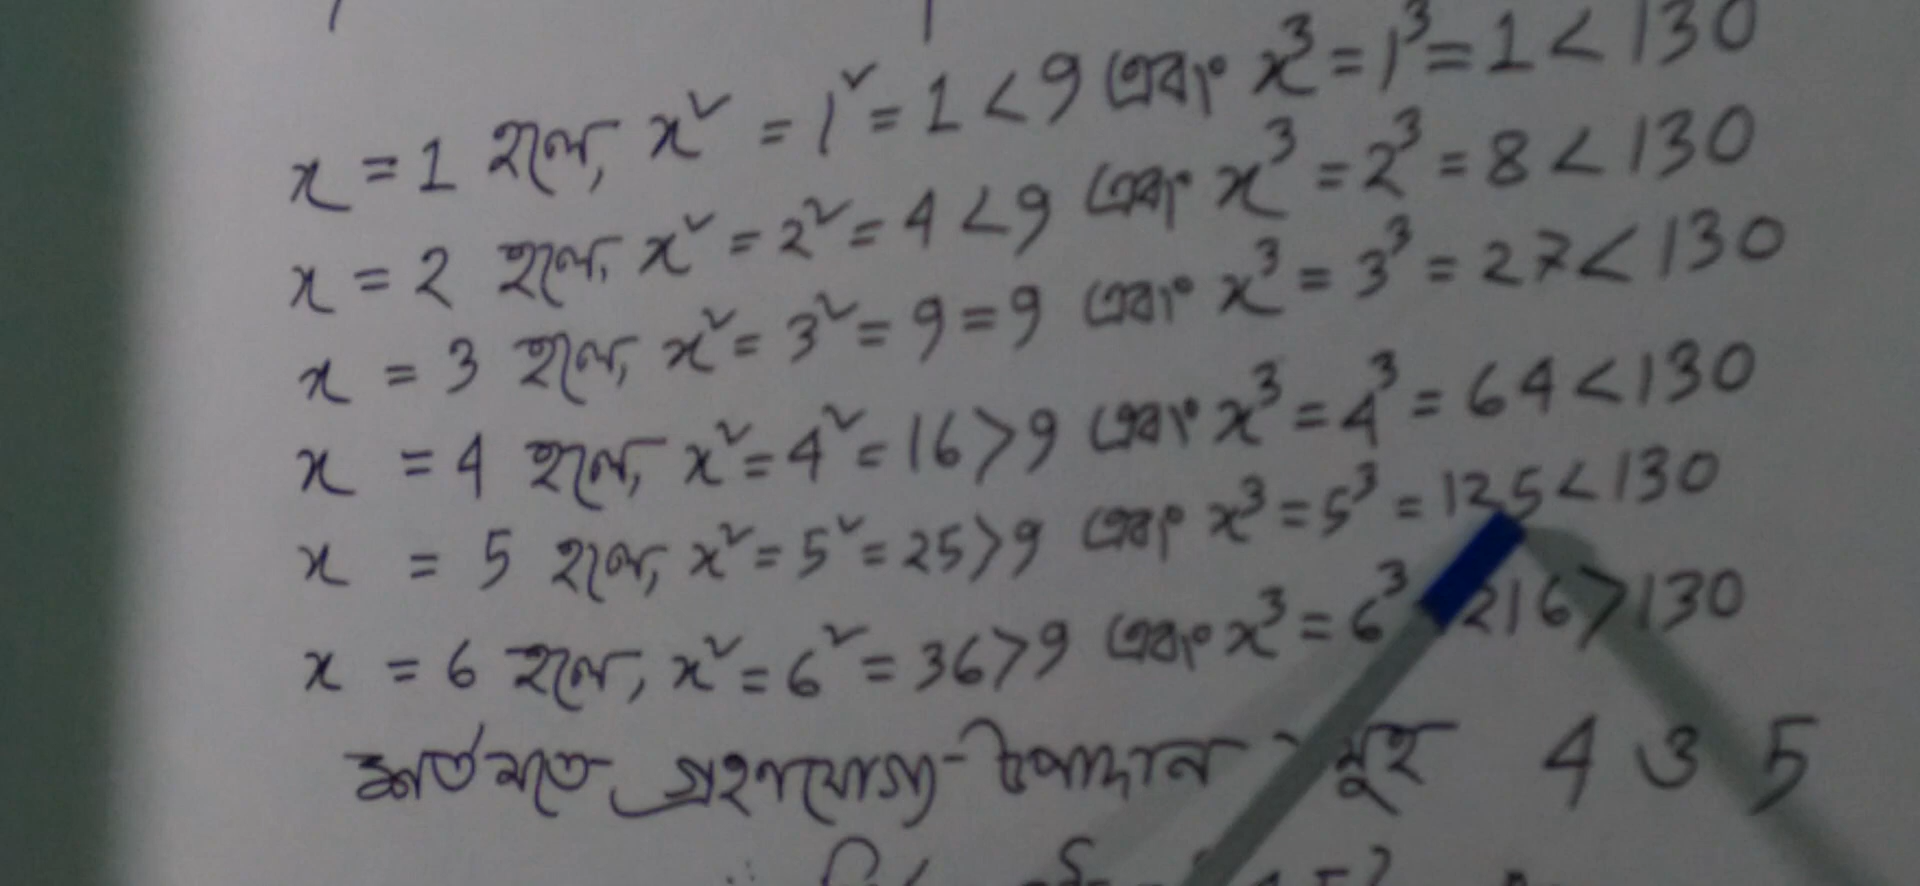 x = 1 হলে, x² = 1² = 1 < 9 এবং x³ = 1³ = 1 < 130
x = 2 হলে, x² = 2² = 4 < 9 এবং x³ = 2³ = 8 < 130
x = 3 হলে, x² = 3² = 9 = 9 এবং x³ = 3³ = 27 < 130
x = 4 হলে, x² = 4² = 16 > 9 এবং x³ = 4³ = 64 < 130
x = 5 হলে, x² = 5² = 25 > 9 এবং x³ = 5³ = 125 < 130
x = 6 হলে, x² = 6² = 36 > 9 এবং x³ = 6³ 216 > 130
শর্তমতে, গ্রহণযোগ্য উপাদান মূহ 4 ও 5